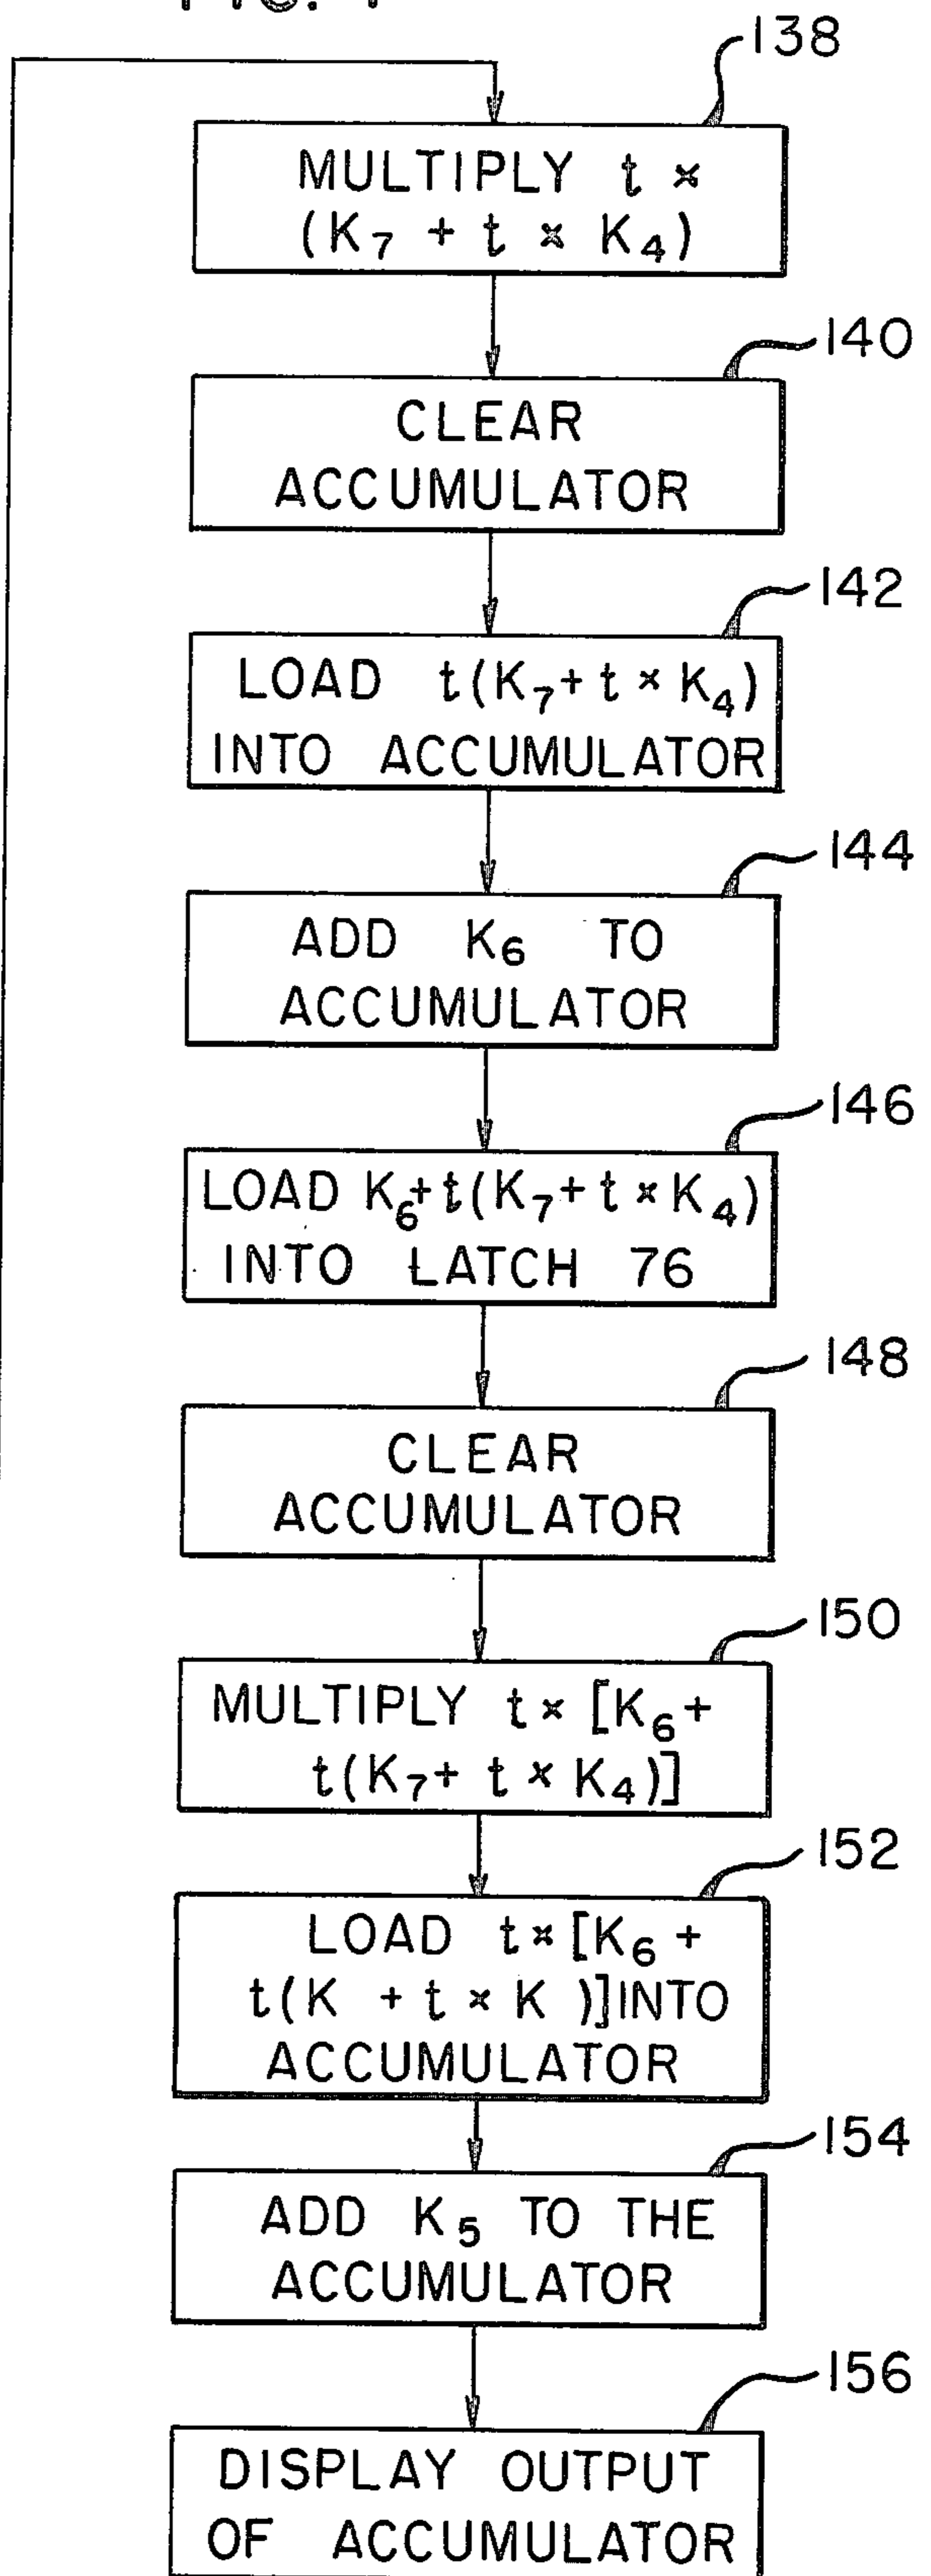 138
MULTIPLY t ×
(K₇ + t × K₄)
140
CLEAR
ACCUMULATOR
142
LOAD t(K₇+ t × K₄)
INTO ACCUMULATOR
144
ADD K₆ TO
ACCUMULATOR
146
LOAD K₆+t(K₇+ t × K₄)
INTO LATCH 76
148
CLEAR
ACCUMULATOR
150
MULTIPLY t × [K₆ +
t(K₇+ t × K₄)]
152
LOAD t × [K₆ +
t(K + t × K )] INTO
ACCUMULATOR
154
ADD K₅ TO THE
ACCUMULATOR
156
DISPLAY OUTPUT
OF ACCUMULATOR